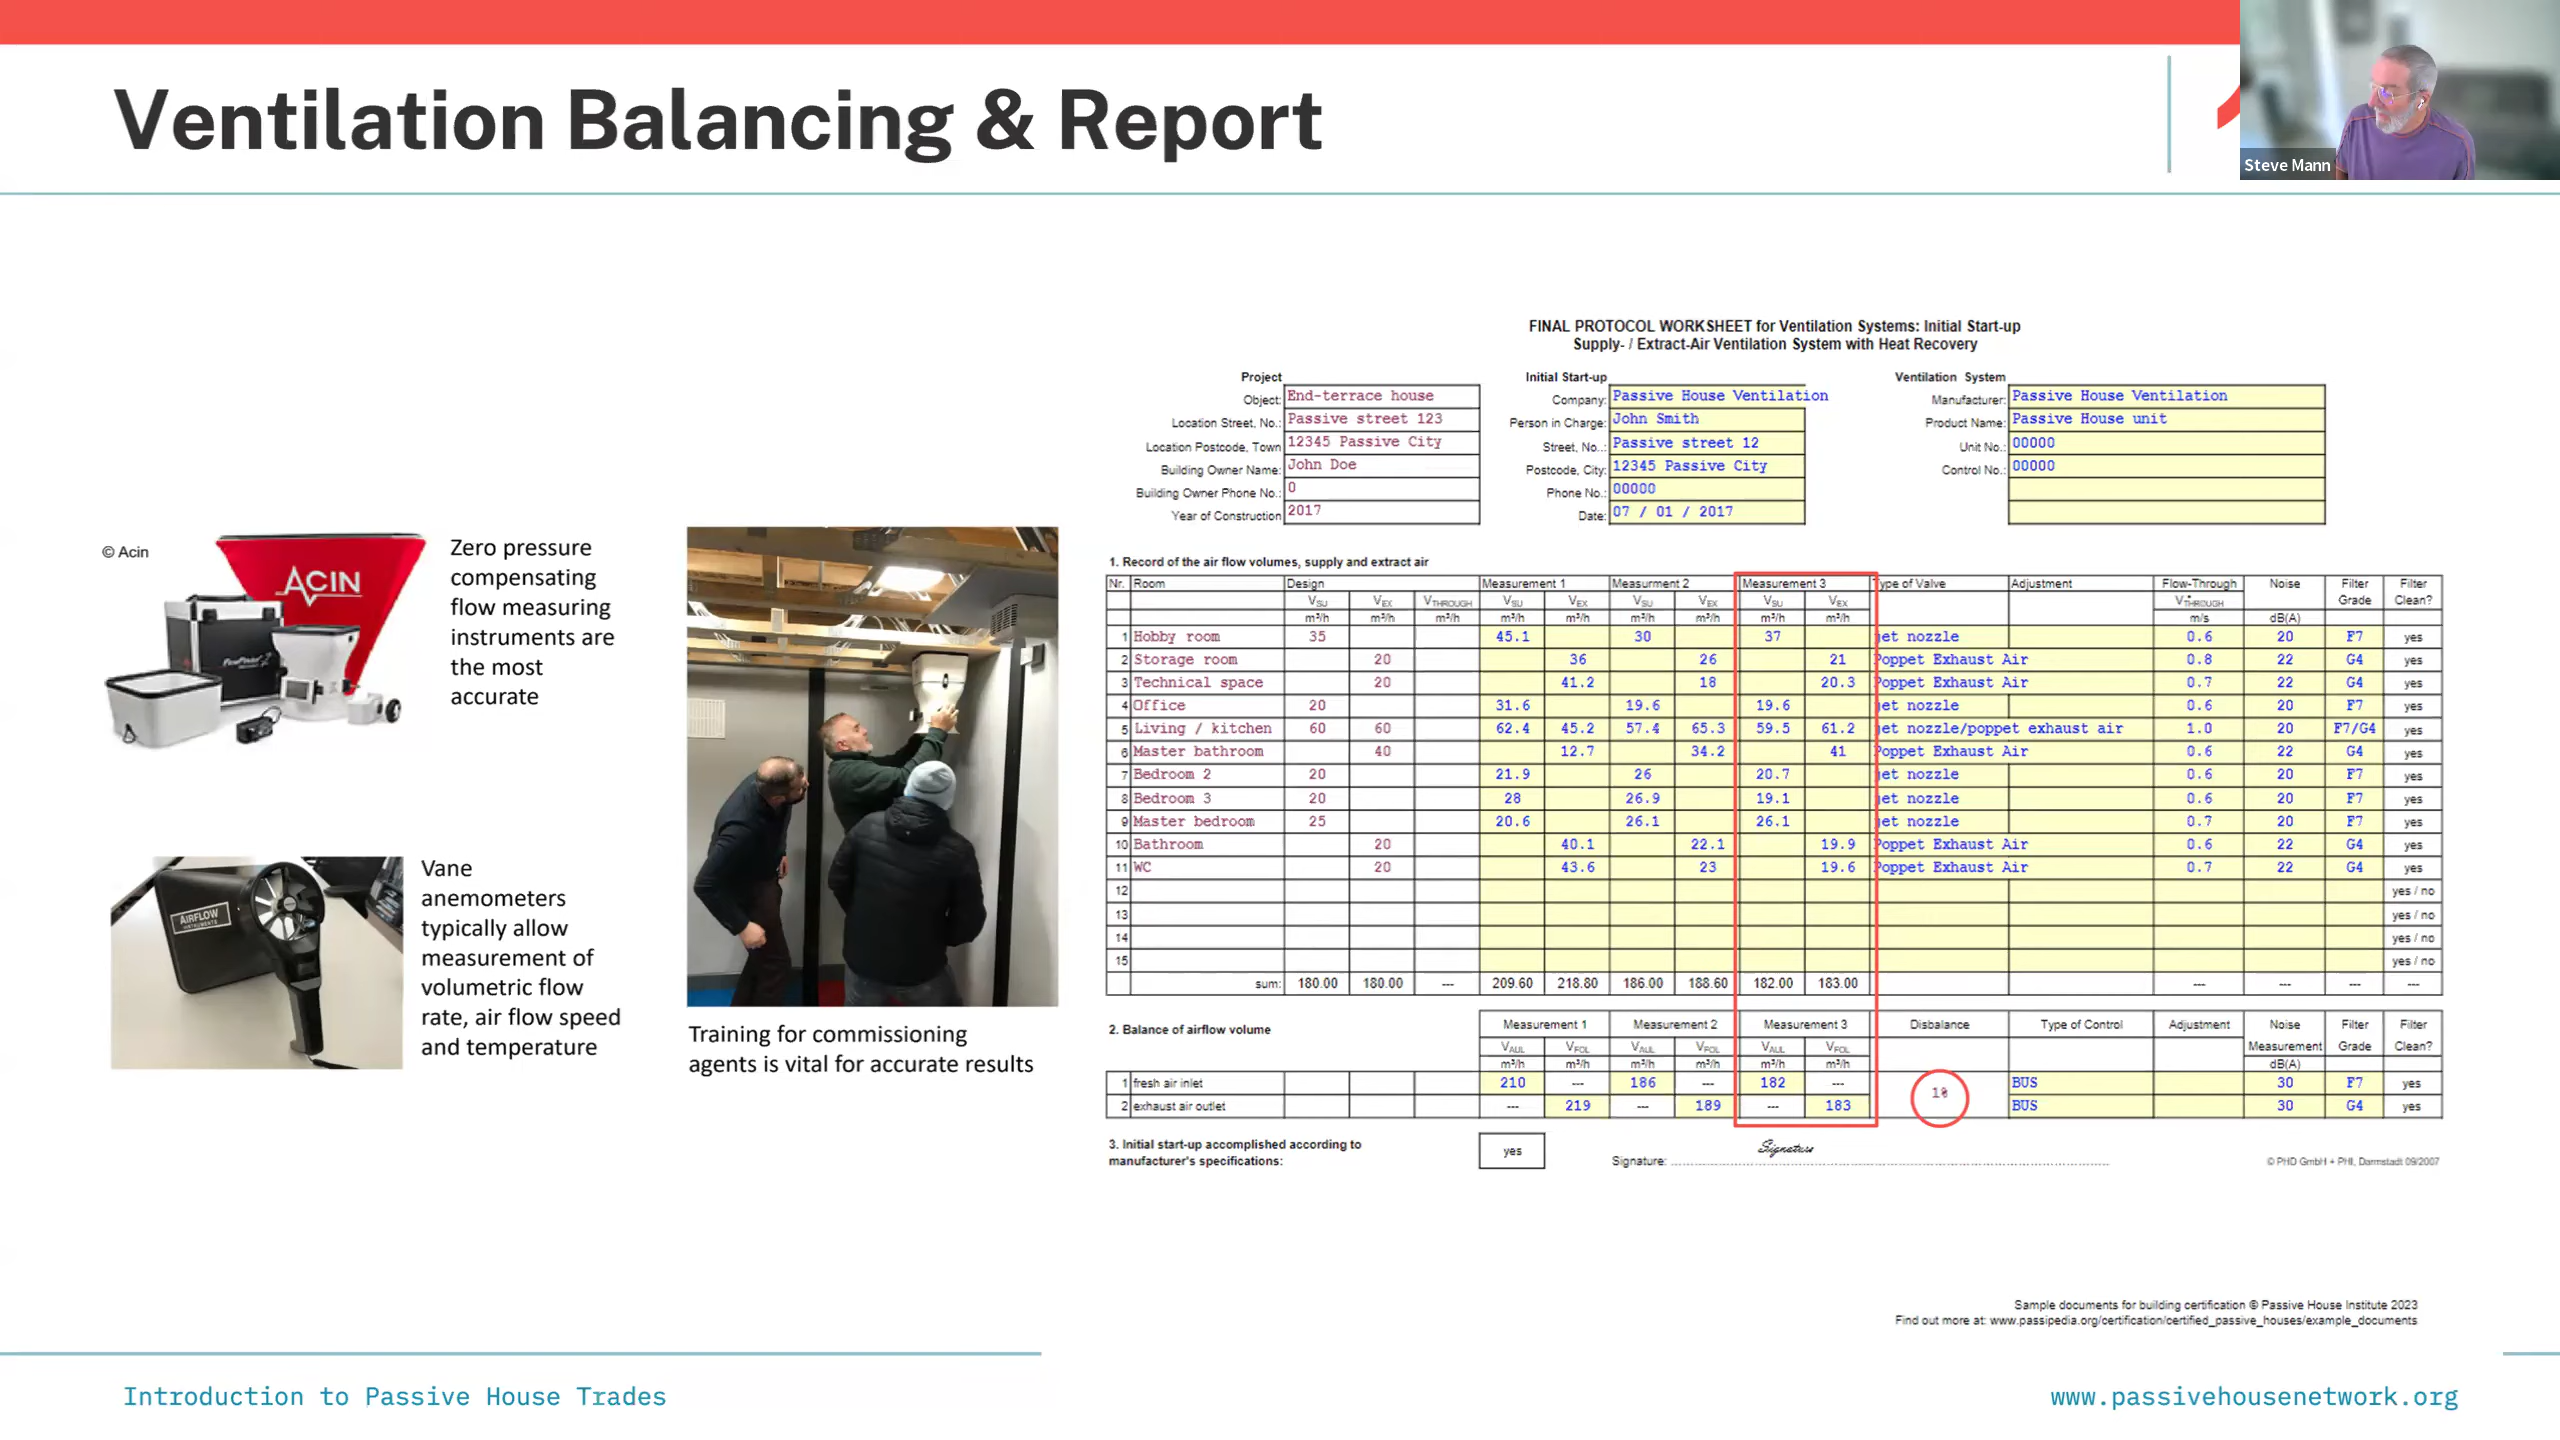 Ventilation Balancing & Report
Steve Mann
© Acin
ACIN
FlowFinder
Zero pressure
compensating
flow measuring
instruments are
the most
accurate
AIRFLOW
INSTRUMENTS
Vane
anemometers
typically allow
measurement of
volumetric flow
rate, air flow speed
and temperature
Training for commissioning
agents is vital for accurate results
FINAL PROTOCOL WORKSHEET for Ventilation Systems: Initial Start-up
Supply- / Extract-Air Ventilation System with Heat Recovery
Project Initial Start-up Ventilation System
Object: End-terrace house Company: Passive House Ventilation Manufacturer: Passive House Ventilation
Location Street, No.: Passive street 123 Person in Charge: John Smith Product Name: Passive House unit
Location Postcode, Town 12345 Passive City Street, No..: Passive street 12 Unit No.: 00000
Building Owner Name: John Doe Postcode, City: 12345 Passive City Control No.: 00000
Building Owner Phone No.: 0 Phone No.: 00000
Year of Construction 2017 Date: 07 / 01 / 2017
1. Record of the air flow volumes, supply and extract air
Nr. Room Design Measurement 1 Measurment 2 Measurement 3 Type of Valve Adjustment Flow-Through Noise Filter Filter
VSU VEX VTHROUGH VSU VEX VSU VEX VSU VEX VTHROUGH Grade Clean?
m³/h m³/h m³/h m³/h m³/h m³/h m³/h m³/h m³/h m/s dB(A)
1 Hobby room 35 45.1 30 37 et nozzle 0.6 20 F7 yes
2 Storage room 20 36 26 21 Poppet Exhaust Air 0.8 22 G4 yes
3 Technical space 20 41.2 18 20.3 Poppet Exhaust Air 0.7 22 G4 yes
4 Office 20 31.6 19.6 19.6 et nozzle 0.6 20 F7 yes
5 Living / kitchen 60 60 62.4 45.2 57.4 65.3 59.5 61.2 et nozzle/poppet exhaust air 1.0 20 F7/G4 yes
6 Master bathroom 40 12.7 34.2 41 Poppet Exhaust Air 0.6 22 G4 yes
7 Bedroom 2 20 21.9 26 20.7 et nozzle 0.6 20 F7 yes
8 Bedroom 3 20 28 26.9 19.1 et nozzle 0.6 20 F7 yes
9 Master bedroom 25 20.6 26.1 26.1 et nozzle 0.7 20 F7 yes
10 Bathroom 20 40.1 22.1 19.9 Poppet Exhaust Air 0.6 22 G4 yes
11 WC 20 43.6 23 19.6 Poppet Exhaust Air 0.7 22 G4 yes
12 yes / no
13 yes / no
14 yes / no
15 yes / no
sum: 180.00 180.00 --- 209.60 218.80 186.00 188.60 182.00 183.00 --- --- --- ---
2. Balance of airflow volume Measurement 1 Measurement 2 Measurement 3 Disbalance Type of Control Adjustment Noise Filter Filter
VAUL VFOL VAUL VFOL VAUL VFOL Measurement Grade Clean?
m³/h m³/h m³/h m³/h m³/h m³/h dB(A)
1 fresh air inlet 210 --- 186 --- 182 --- 1% BUS 30 F7 yes
2 exhaust air outlet --- 219 --- 189 --- 183 BUS 30 G4 yes
3. Initial start-up accomplished according to
manufacturer's specifications: yes Signature: Signature
© PHD GmbH + PHI, Darmstadt 09/2007
Sample documents for building certification © Passive House Institute 2023
Find out more at: www.passipedia.org/certification/certified_passive_houses/example_documents
Introduction to Passive House Trades www.passivehousenetwork.org